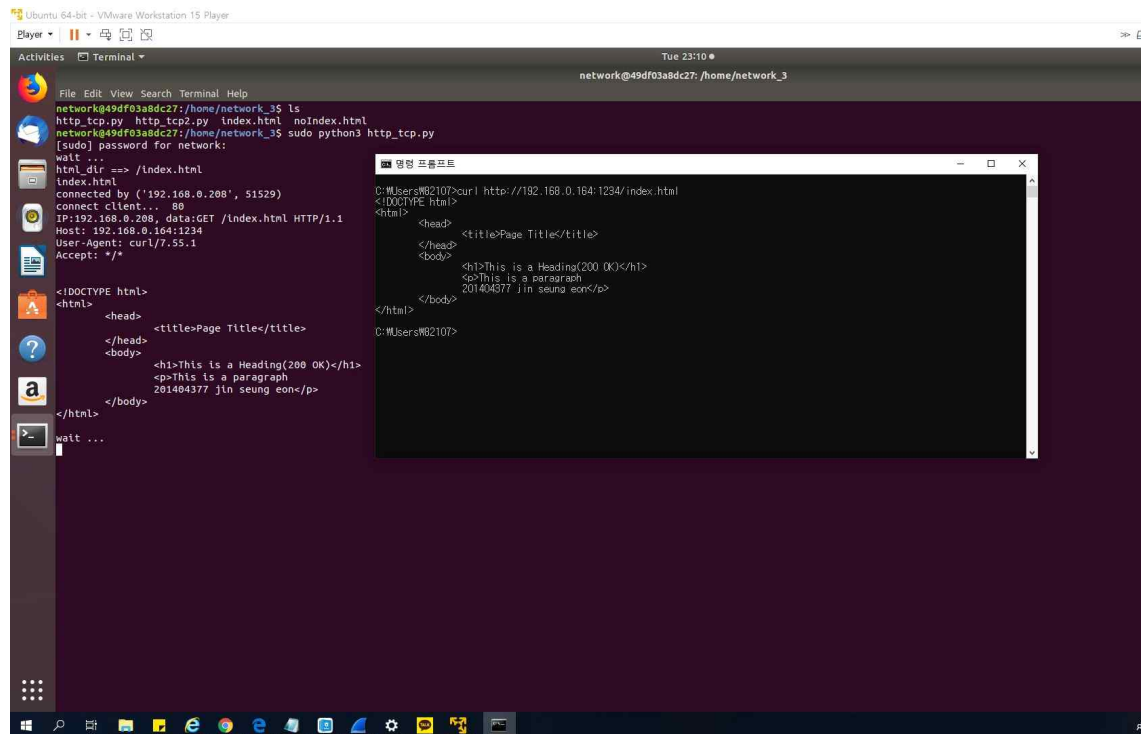 Ubuntu 64-bit - VMware Workstation 15 Player
Player
Activities Terminal Tue 23:10
network@49df03a8dc27: /home/network_3
File Edit View Search Terminal Help
network@49df03a8dc27:/home/network_3$ ls
http_tcp.py http_tcp2.py index.html noIndex.html
network@49df03a8dc27:/home/network_3$ sudo python3 http_tcp.py
[sudo] password for network:
wait ...
html_dir ==> /index.html
index.html
connected by ('192.168.0.208', 51529)
connect client... 80
IP:192.168.0.208, data:GET /index.html HTTP/1.1
Host: 192.168.0.164:1234
User-Agent: curl/7.55.1
Accept: */*
<!DOCTYPE html>
<html>
<head>
<title>Page Title</title>
</head>
<body>
<h1>This is a Heading(200 OK)</h1>
<p>This is a paragraph
201404377 jin seung eon</p>
</body>
</html>
wait ...
명령 프롬프트
C:₩Users₩82107>curl http://192.168.0.164:1234/index.html
<!DOCTYPE html>
<html>
<head>
<title>Page Title</title>
</head>
<body>
<h1>This is a Heading(200 OK)</h1>
<p>This is a paragraph
201404377 jin seung eon</p>
</body>
</html>
C:₩Users₩82107>